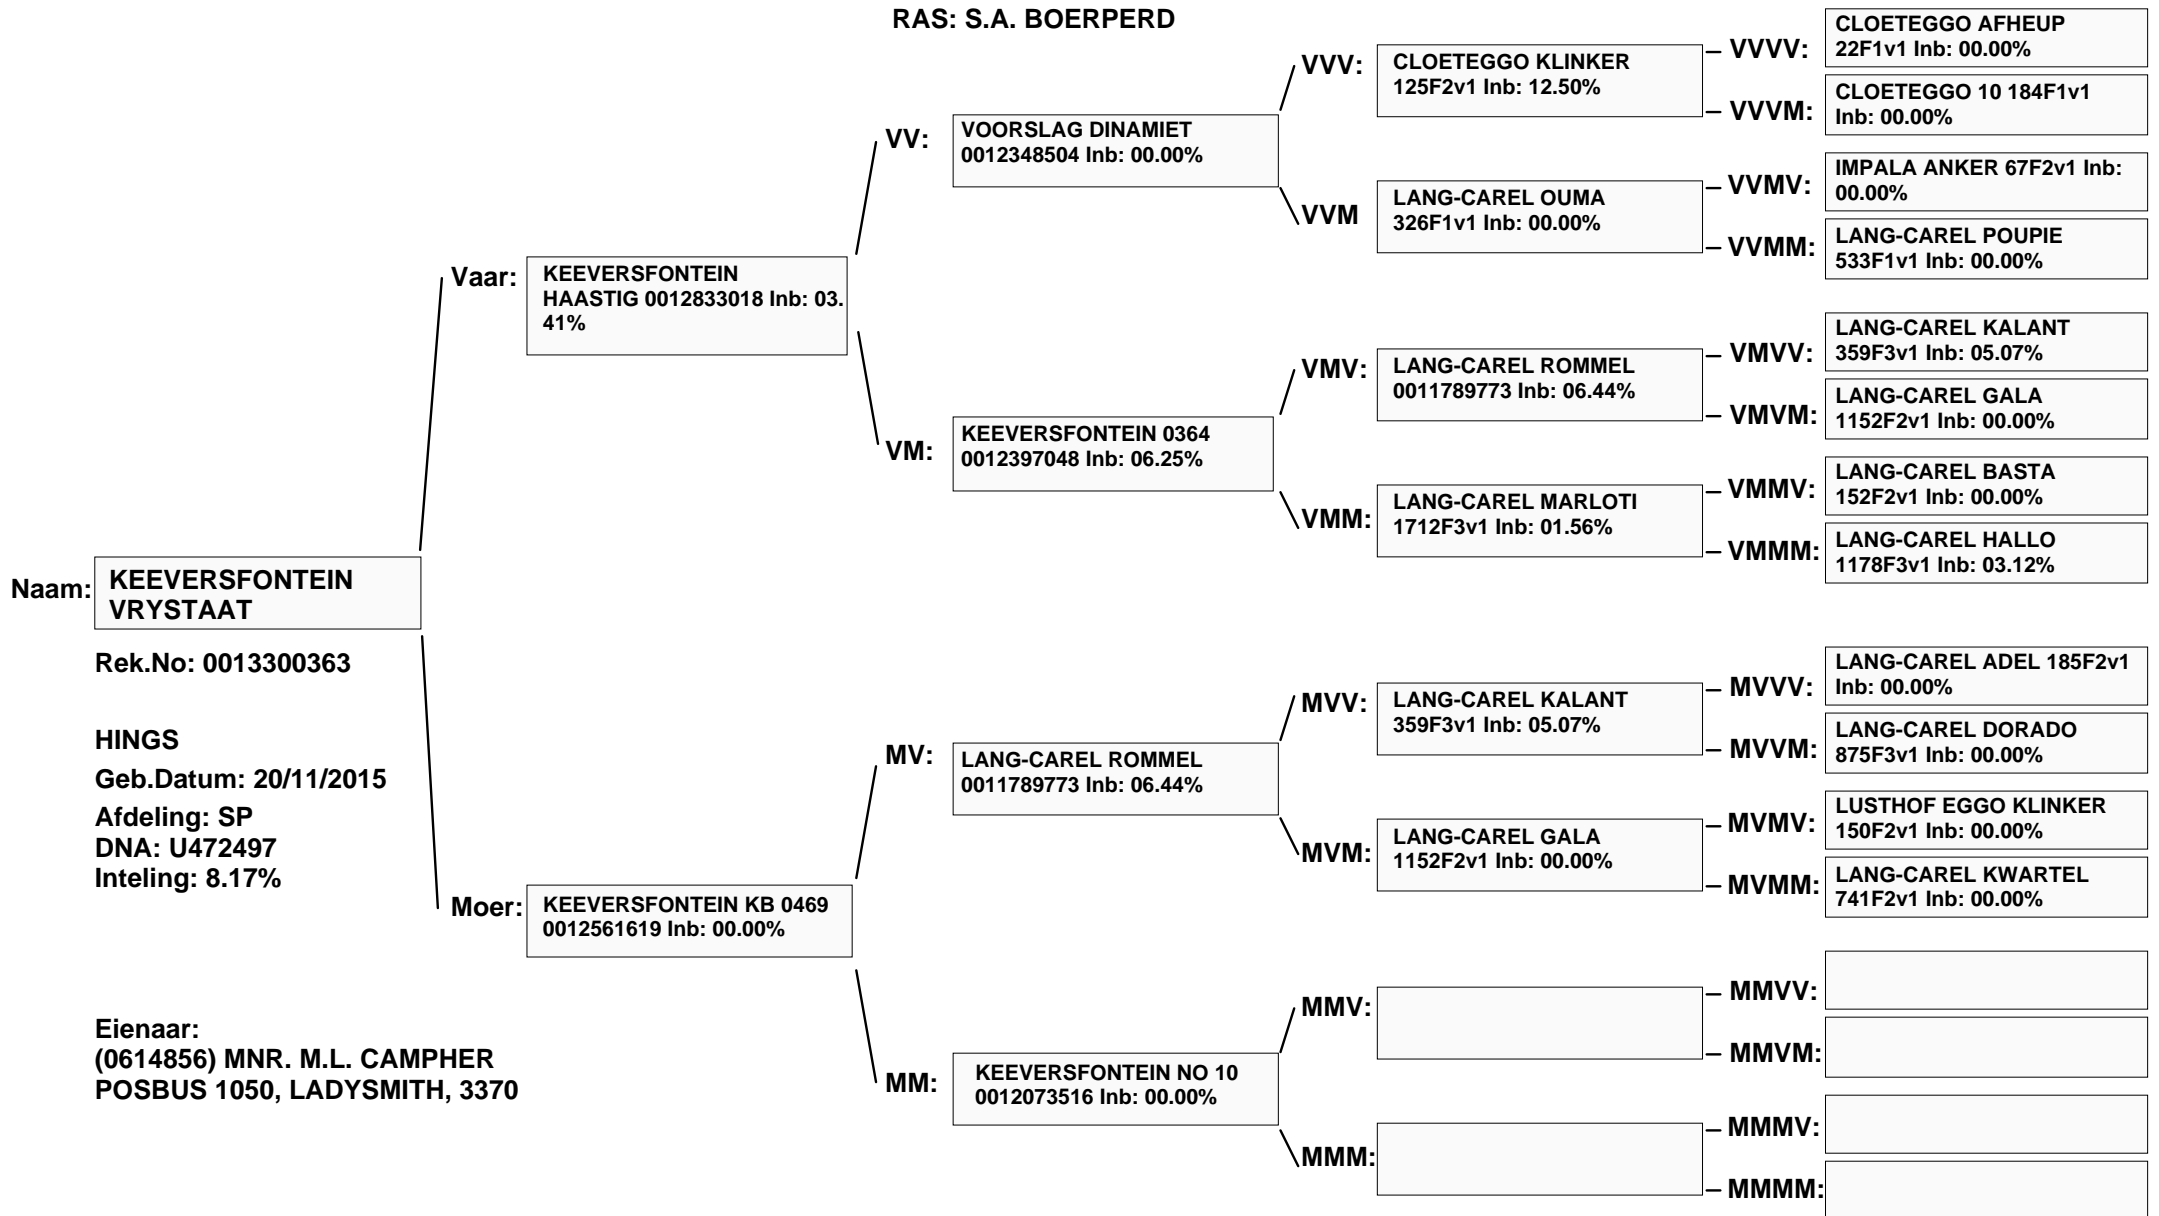 RAS: S.A. BOERPERD
Naam:
KEEVERSFONTEIN
VRYSTAAT
Rek.No: 0013300363
HINGS
Geb.Datum: 20/11/2015
Afdeling: SP
DNA: U472497
Inteling: 8.17%
Eienaar:
(0614856) MNR. M.L. CAMPHER
POSBUS 1050, LADYSMITH, 3370
Vaar:
KEEVERSFONTEIN
HAASTIG 0012833018 Inb: 03.
41%
Moer:
KEEVERSFONTEIN KB 0469
0012561619 Inb: 00.00%
VV:
VOORSLAG DINAMIET
0012348504 Inb: 00.00%
VM:
KEEVERSFONTEIN 0364
0012397048 Inb: 06.25%
MV:
LANG-CAREL ROMMEL
0011789773 Inb: 06.44%
MM:
KEEVERSFONTEIN NO 10
0012073516 Inb: 00.00%
VVV:
CLOETEGGO KLINKER
125F2v1 Inb: 12.50%
VVM
LANG-CAREL OUMA
326F1v1 Inb: 00.00%
VMV:
LANG-CAREL ROMMEL
0011789773 Inb: 06.44%
VMM:
LANG-CAREL MARLOTI
1712F3v1 Inb: 01.56%
MVV:
LANG-CAREL KALANT
359F3v1 Inb: 05.07%
MVM:
LANG-CAREL GALA
1152F2v1 Inb: 00.00%
MMV:
MMM:
VVVV:
CLOETEGGO AFHEUP
22F1v1 Inb: 00.00%
VVVM:
CLOETEGGO 10 184F1v1
Inb: 00.00%
VVMV:
IMPALA ANKER 67F2v1 Inb:
00.00%
VVMM:
LANG-CAREL POUPIE
533F1v1 Inb: 00.00%
VMVV:
LANG-CAREL KALANT
359F3v1 Inb: 05.07%
VMVM:
LANG-CAREL GALA
1152F2v1 Inb: 00.00%
VMMV:
LANG-CAREL BASTA
152F2v1 Inb: 00.00%
VMMM:
LANG-CAREL HALLO
1178F3v1 Inb: 03.12%
MVVV:
LANG-CAREL ADEL 185F2v1
Inb: 00.00%
MVVM:
LANG-CAREL DORADO
875F3v1 Inb: 00.00%
MVMV:
LUSTHOF EGGO KLINKER
150F2v1 Inb: 00.00%
MVMM:
LANG-CAREL KWARTEL
741F2v1 Inb: 00.00%
MMVV:
MMVM:
MMMV:
MMMM: